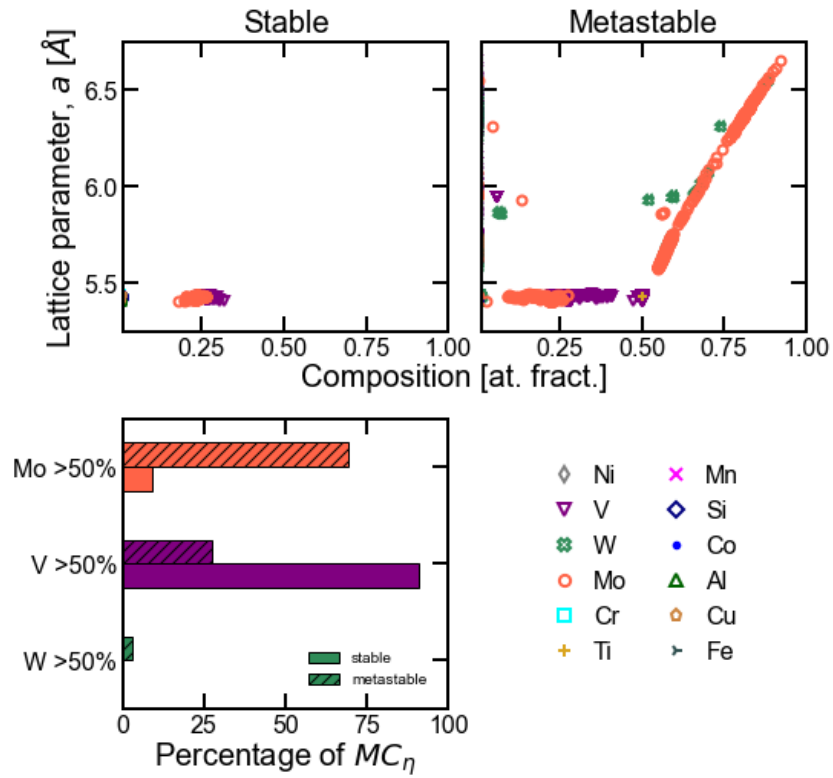 Stable
Metastable
Lattice parameter, a [Å]
6.5
6.0
5.5
0.25 0.50 0.75 1.00
0.25 0.50 0.75 1.00
Composition [at. fract.]
Mo >50%
V >50%
W >50%
stable
metastable
0 25 50 75 100
Percentage of MCη
Ni
V
W
Mo
Cr
Ti
Mn
Si
Co
Al
Cu
Fe